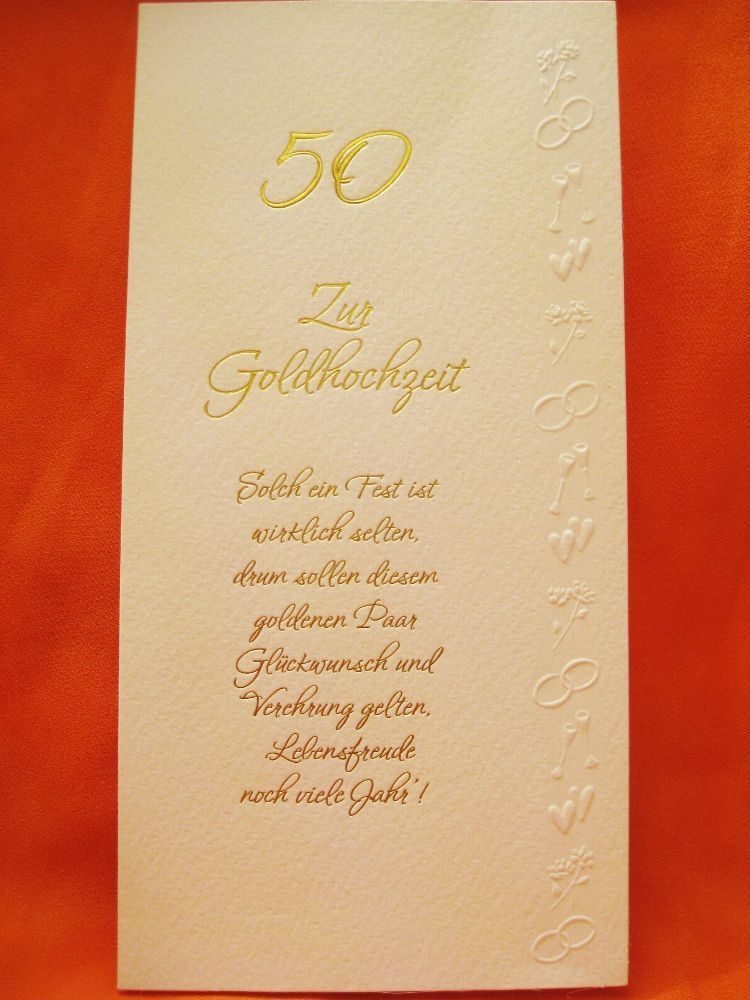 50
Zur
Goldhochzeit
Solch ein Fest ist
wirklich selten,
drum sollen diesem
goldenen Paar
Glückwunsch und
Verehrung gelten,
Lebensfreude
noch viele Jahr'!